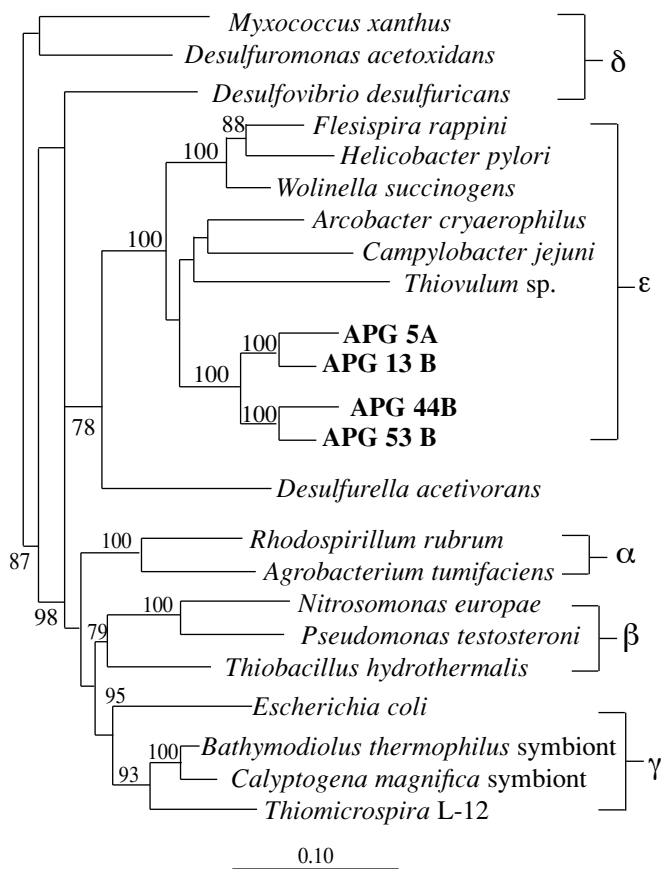 Myxococcus xanthus
Desulfuromonas acetoxidans
δ
Desulfovibrio desulfuricans
88
Flesispira rappini
100
Helicobacter pylori
Wolinella succinogens
Arcobacter cryaerophilus
100
Campylobacter jejuni
Thiovulum sp.
ε
APG 5A
100
APG 13 B
100
APG 44B
100
APG 53 B
78
Desulfurella acetivorans
Rhodospirillum rubrum
100
α
87
Agrobacterium tumifaciens
Nitrosomonas europae
100
98
79
Pseudomonas testosteroni
β
Thiobacillus hydrothermalis
95
Escherichia coli
100
Bathymodiolus thermophilus symbiont
93
Calyptogena magnifica symbiont
γ
Thiomicrospira L-12
0.10